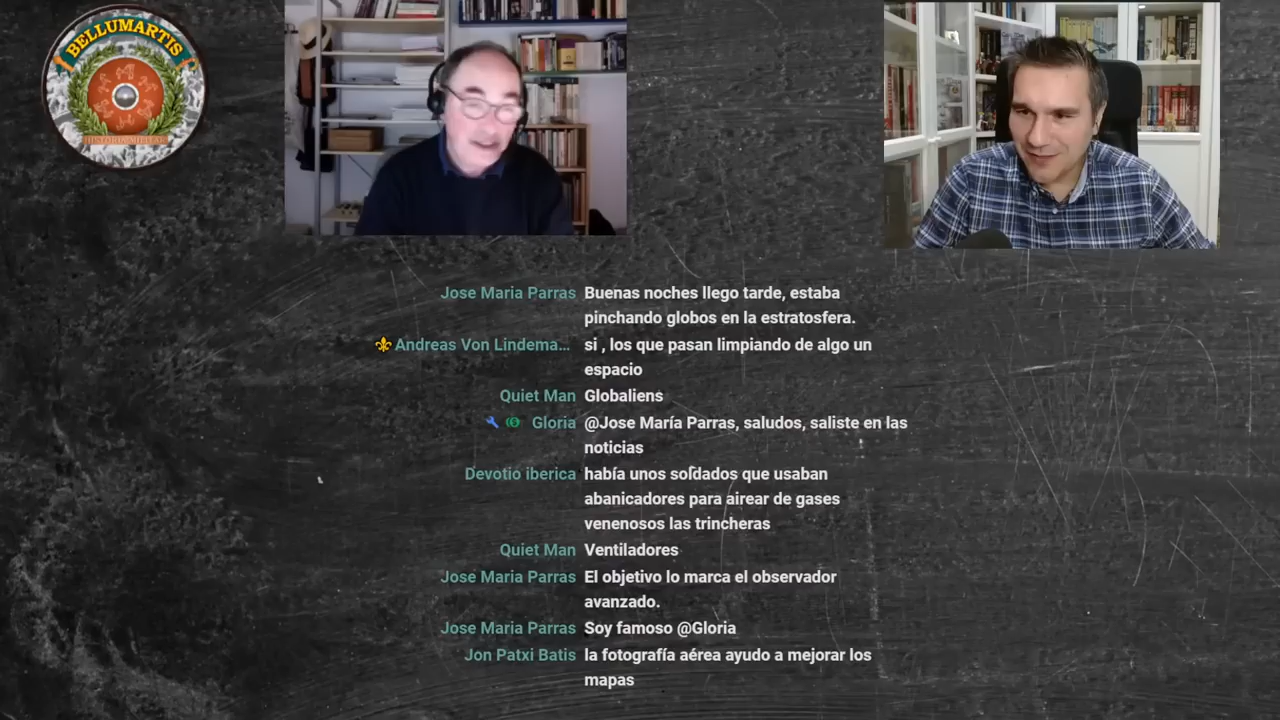 BELLUMARTIS
HISTORIA MILITAR
Jose Maria Parras Buenas noches llego tarde, estaba
pinchando globos en la estratosfera.
Andreas Von Lindema... si , los que pasan limpiando de algo un
espacio
Quiet Man Globaliens
Gloria @Jose María Parras, saludos, saliste en las
noticias
Devotio iberica había unos soldados que usaban
abanicadores para airear de gases
venenosos las trincheras
Quiet Man Ventiladores
Jose Maria Parras El objetivo lo marca el observador
avanzado.
Jose Maria Parras Soy famoso @Gloria
Jon Patxi Batis la fotografía aérea ayudo a mejorar los
mapas